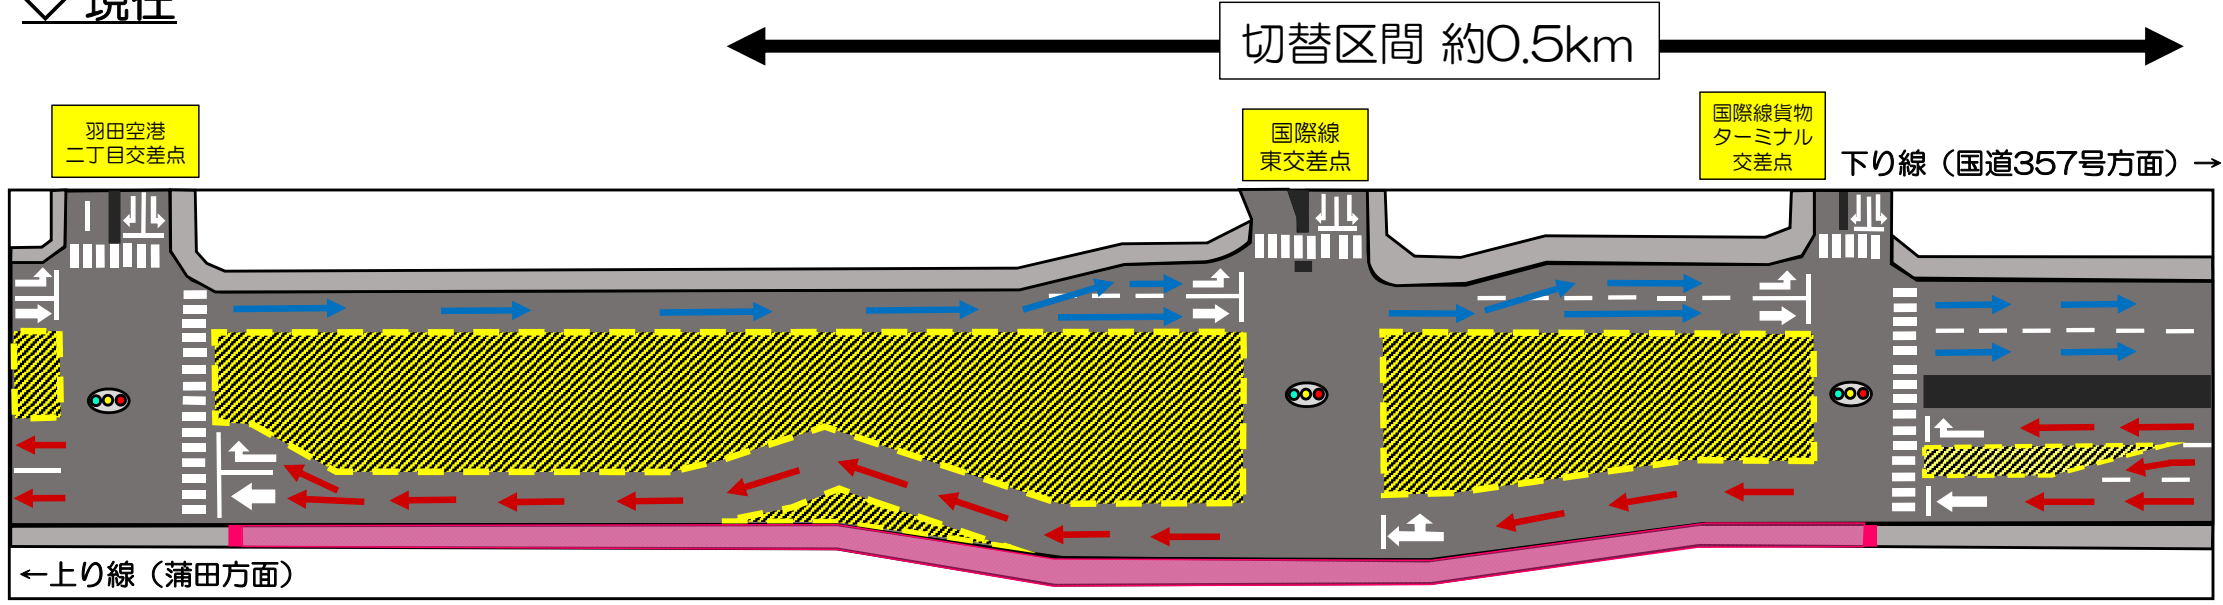 ◇ 現在
切替区間 約0.5km
羽田空港
二丁目交差点
国際線
東交差点
国際線貨物
ターミナル
交差点
下り線（国道357号方面）→
←上り線（蒲田方面）